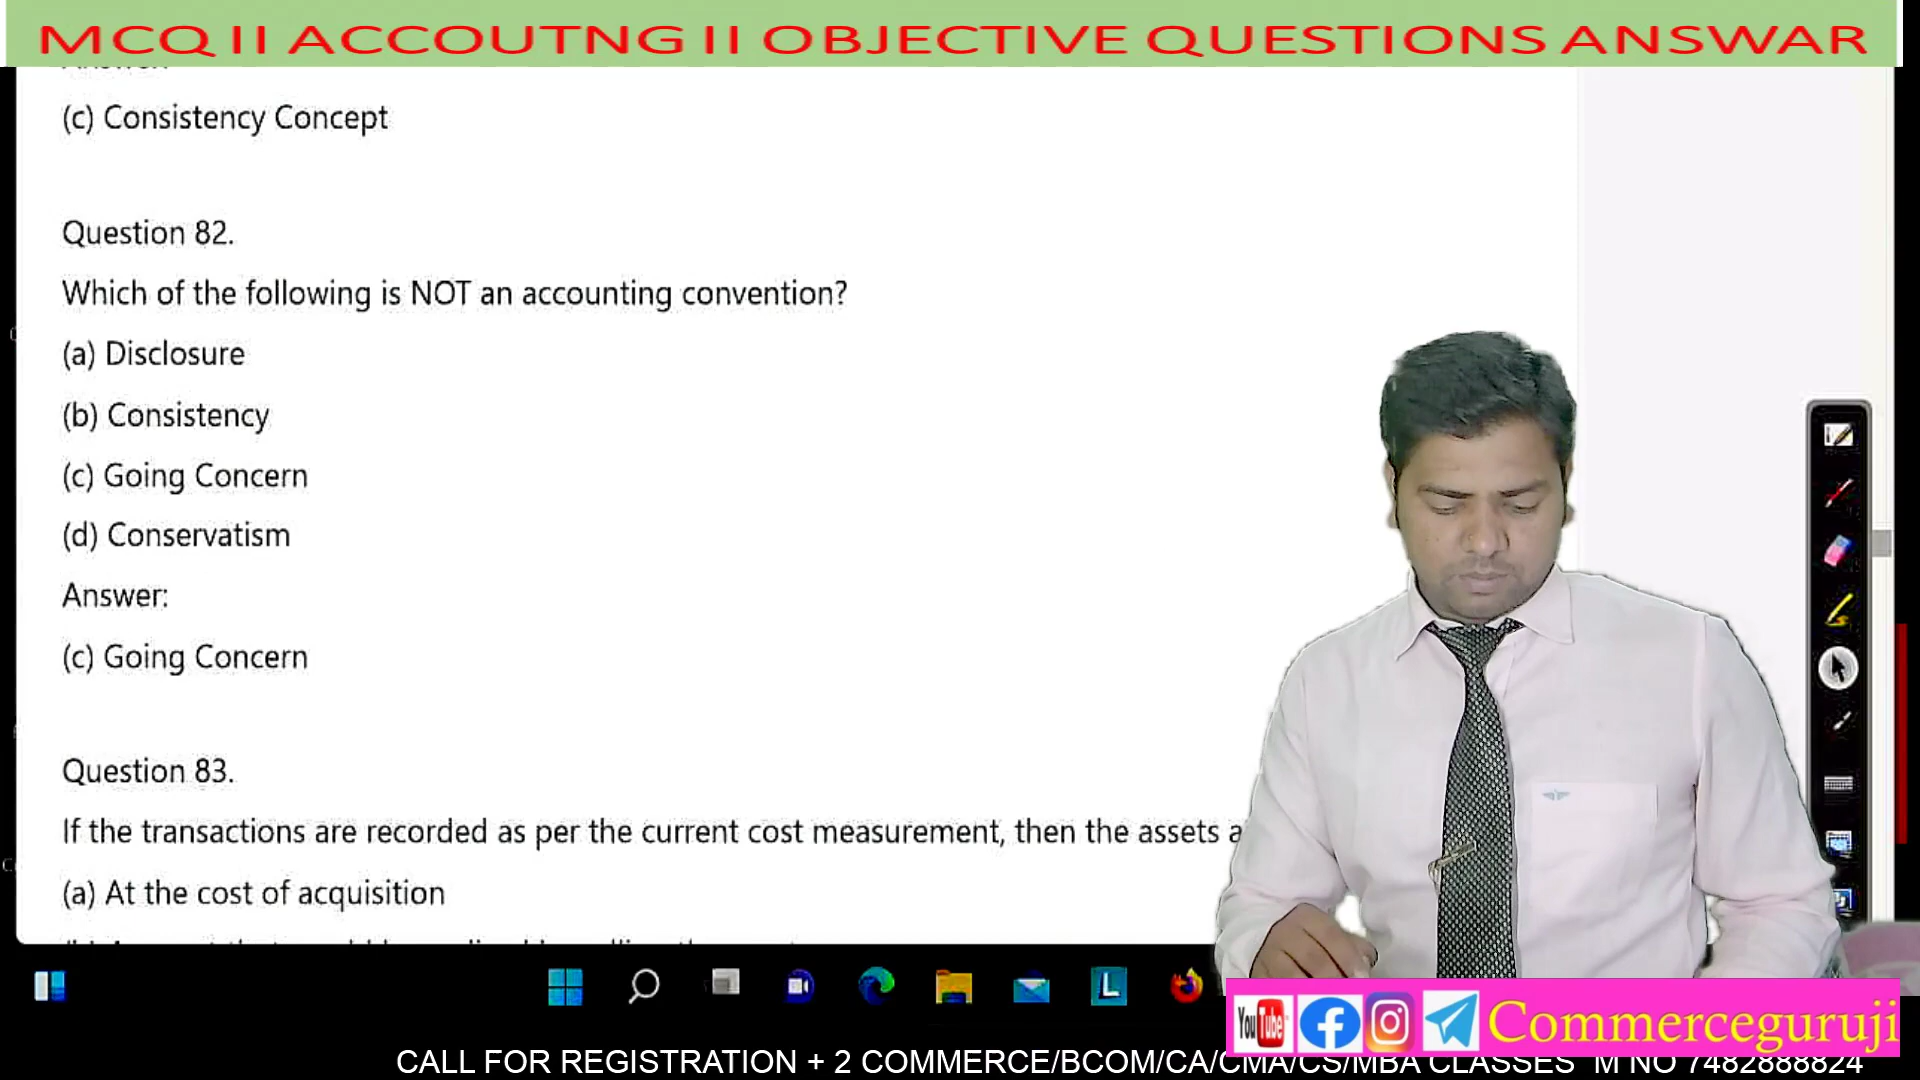 MCQ II ACCOUTNG II OBJECTIVE QUESTIONS ANSWAR
(c) Consistency Concept
Question 82.
Which of the following is NOT an accounting convention?
(a) Disclosure
(b) Consistency
(c) Going Concern
(d) Conservatism
Answer:
(c) Going Concern
Question 83.
If the transactions are recorded as per the current cost measurement, then the assets a
(a) At the cost of acquisition
L
YouTube
Commerceguruji
CALL FOR REGISTRATION + 2 COMMERCE/BCOM/CA/CMA/CS/MBA CLASSES M NO 7482888824